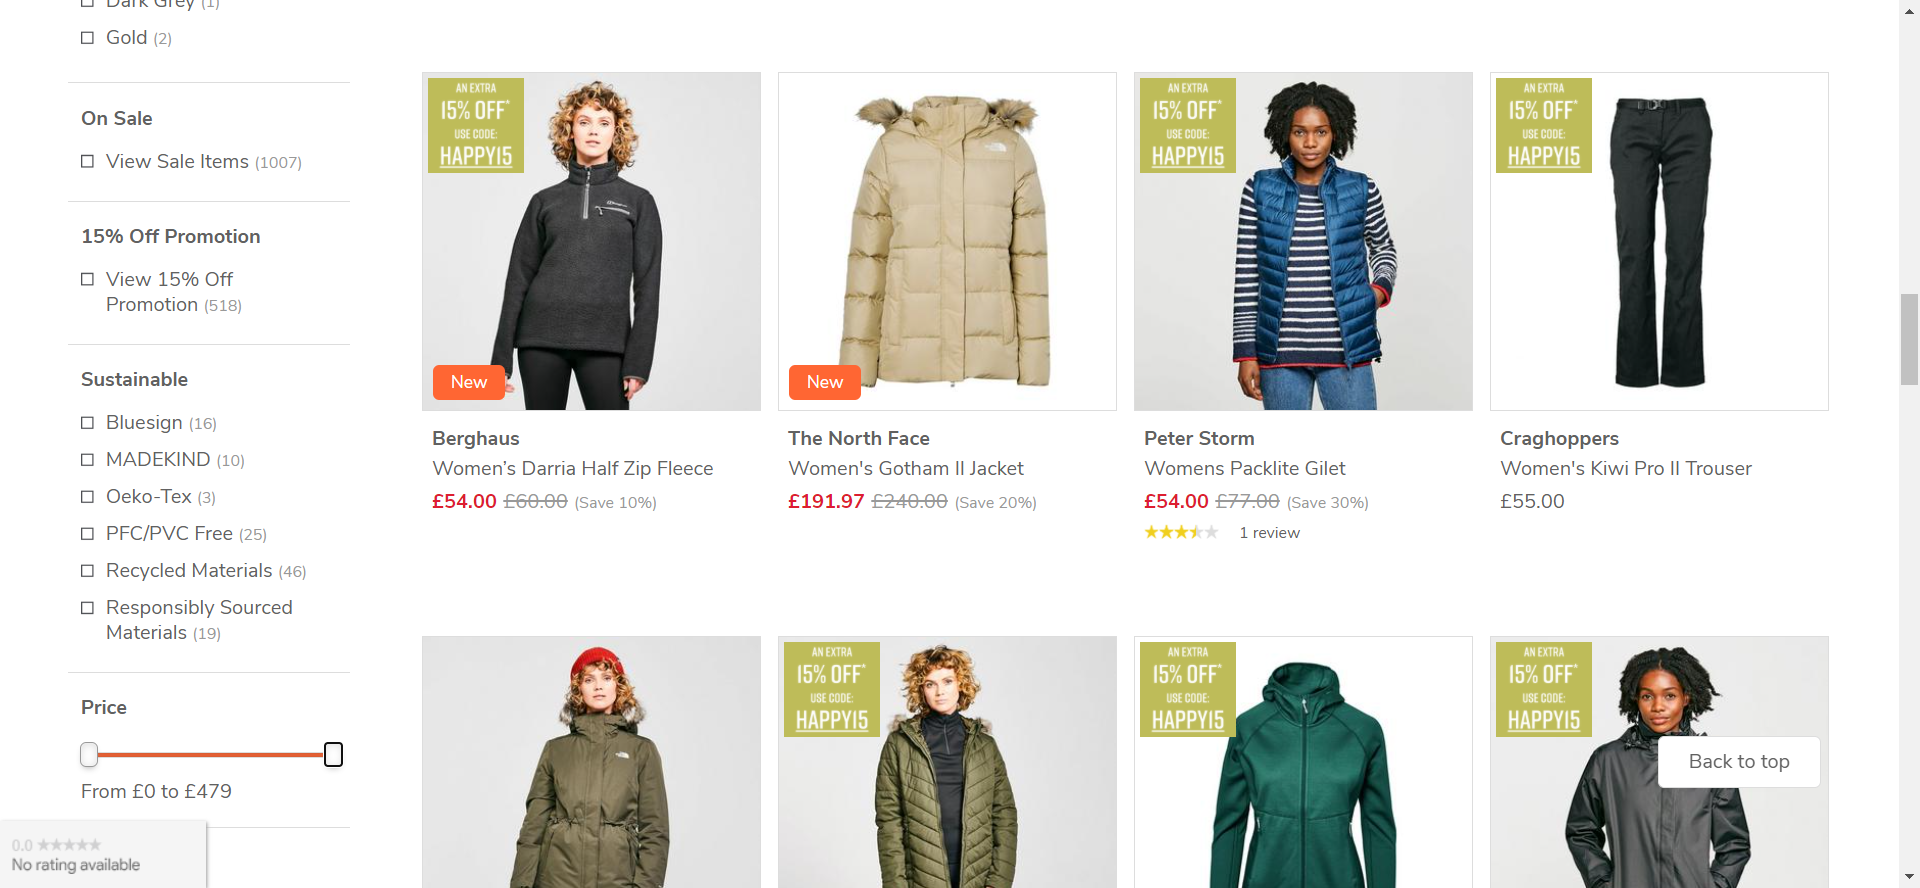 Dark Grey (1)
Gold (2)
On Sale
View Sale Items (1007)
15% Off Promotion
View 15% Off
Promotion (518)
Sustainable
Bluesign (16)
MADEKIND (10)
Oeko-Tex (3)
PFC/PVC Free (25)
Recycled Materials (46)
Responsibly Sourced
Materials (19)
Price
From £0 to £479
0.0
No rating available
AN EXTRA
15% OFF*
USE CODE:
HAPPY15
New
Berghaus
Women’s Darria Half Zip Fleece
£54.00 £60.00 (Save 10%)
New
The North Face
Women's Gotham II Jacket
£191.97 £240.00 (Save 20%)
AN EXTRA
15% OFF*
USE CODE:
HAPPY15
Peter Storm
Womens Packlite Gilet
£54.00 £77.00 (Save 30%)
1 review
AN EXTRA
15% OFF*
USE CODE:
HAPPY15
Craghoppers
Women's Kiwi Pro II Trouser
£55.00
AN EXTRA
15% OFF*
USE CODE:
HAPPY15
AN EXTRA
15% OFF*
USE CODE:
HAPPY15
AN EXTRA
15% OFF*
USE CODE:
HAPPY15
Back to top